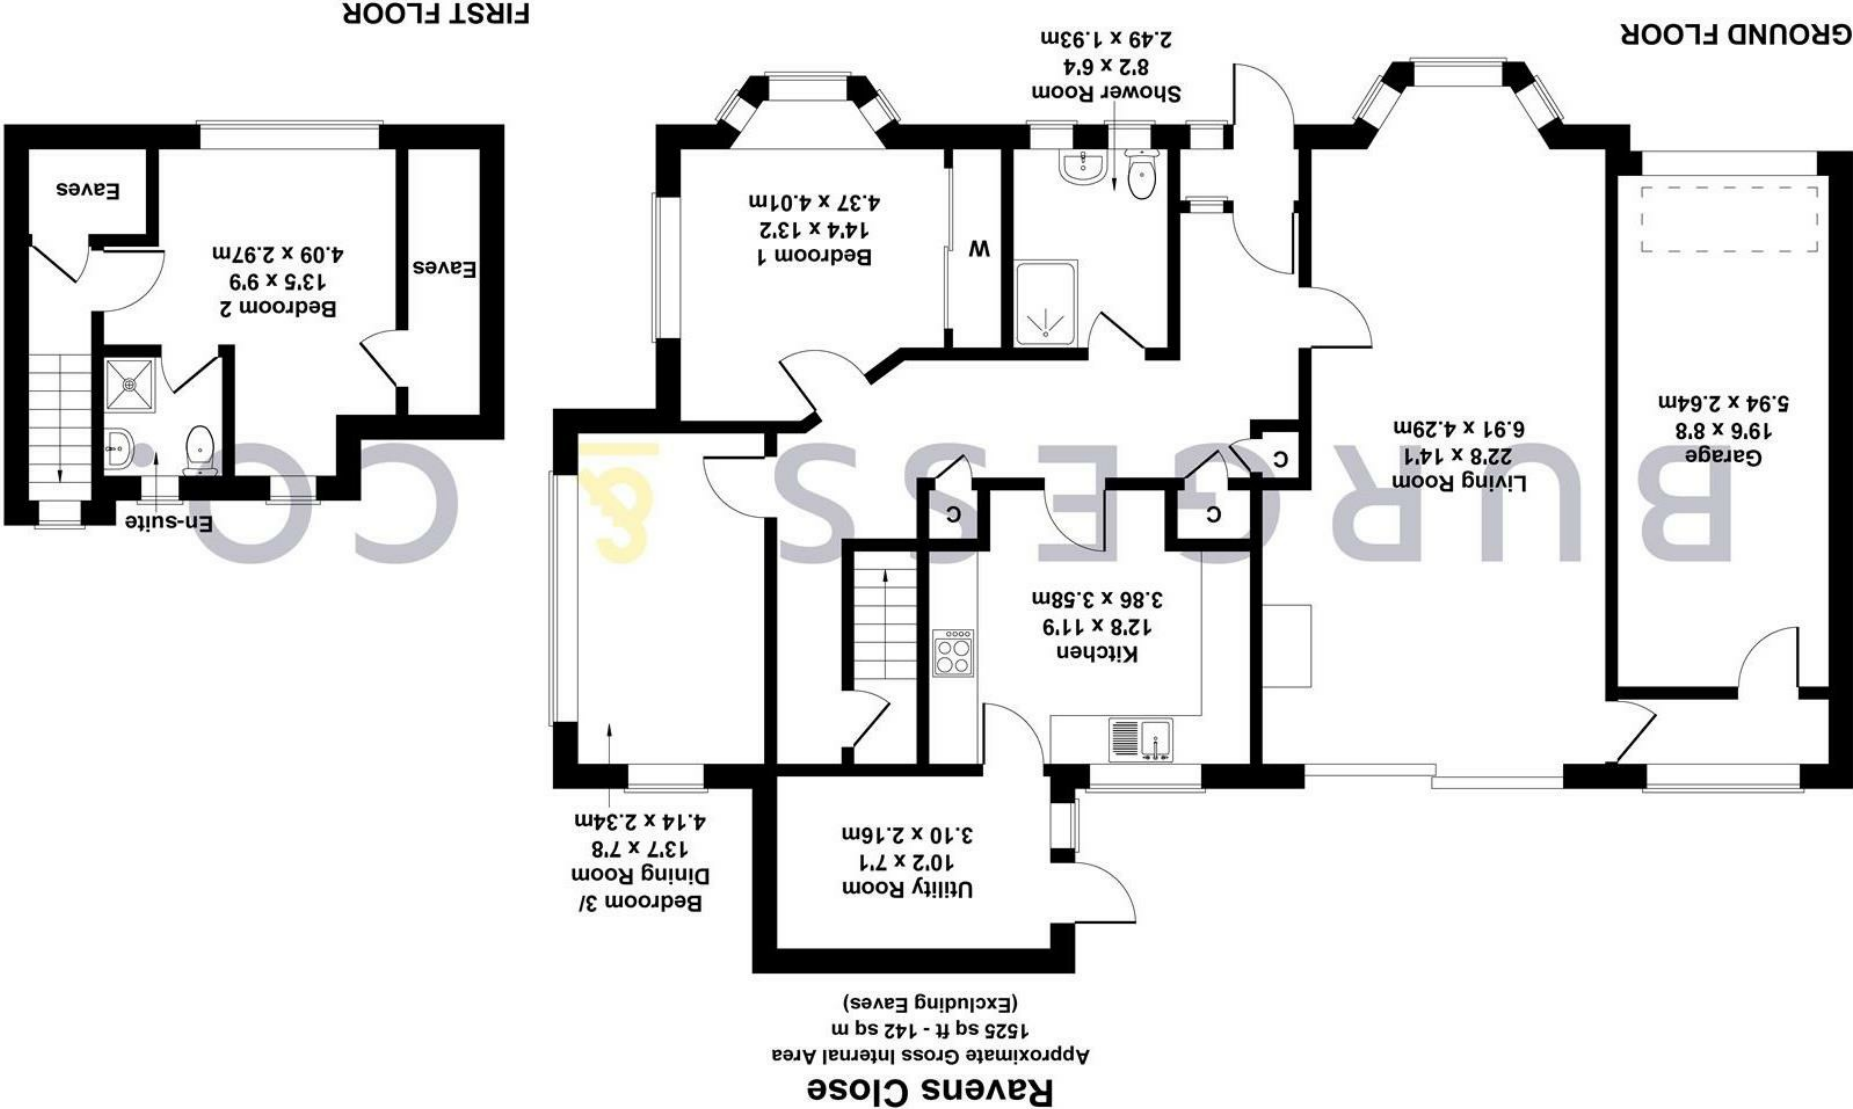 Ravens Close
Approximate Gross Internal Area
1525 sq ft - 142 sq m
(Excluding Eaves)
Utility Room
10'2 x 7'1
3.10 x 2.16m
Bedroom 3/
Dining Room
13'7 x 7'8
4.14 x 2.34m
Kitchen
12'8 x 11'9
3.86 x 3.58m
C
C
C
Living Room
22'8 x 14'1
6.91 x 4.29m
Garage
19'6 x 8'8
5.94 x 2.64m
Bedroom 1
14'4 x 13'2
4.37 x 4.01m
W
Shower Room
8'2 x 6'4
2.49 x 1.93m
GROUND FLOOR
En-suite
Bedroom 2
13'5 x 9'9
4.09 x 2.97m
Eaves
Eaves
FIRST FLOOR
BURGESS & CO.